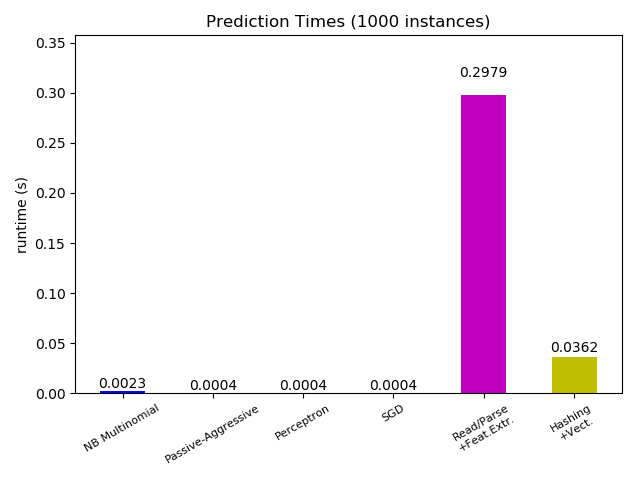 Prediction Times (1000 instances)
runtime (s)
0.35
0.30
0.25
0.20
0.15
0.10
0.05
0.00
0.0023
0.0004
0.0004
0.0004
0.2979
0.0362
NB Multinomial
Passive-Aggressive
Perceptron
SGD
Read/Parse
+Feat.Extr.
Hashing
+Vect.